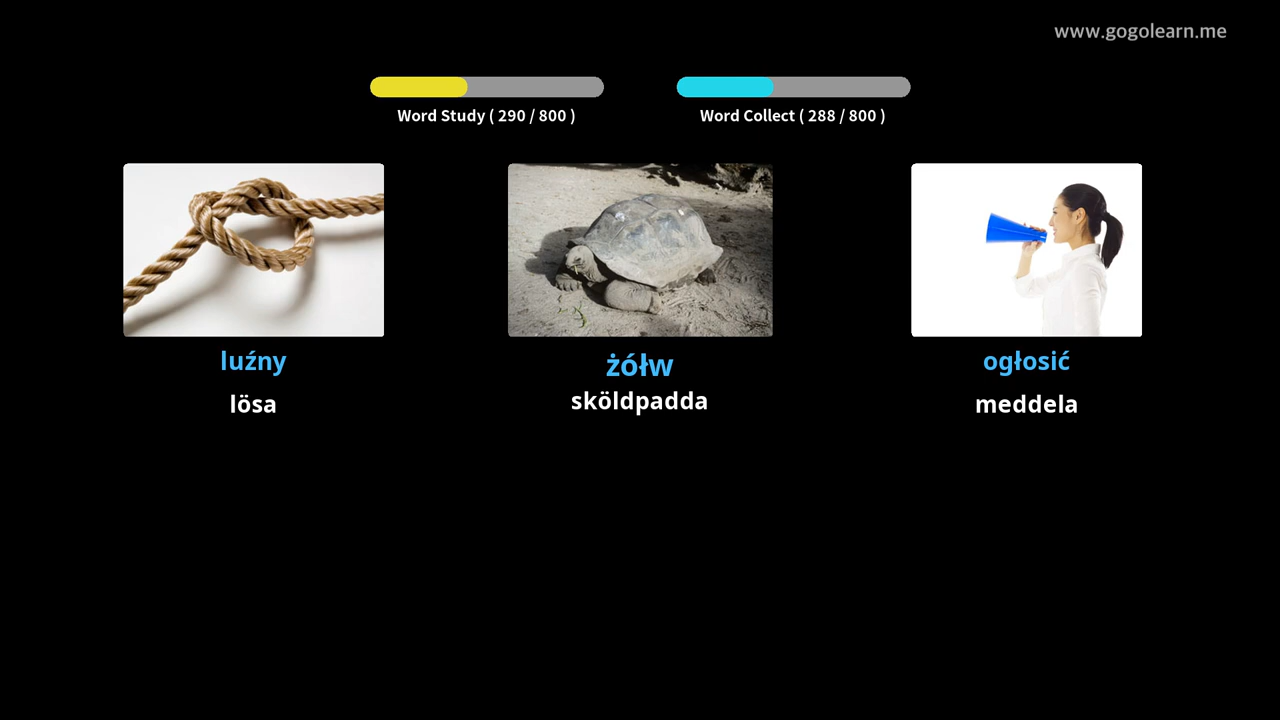 www.gogolearn.me
Word Study ( 290 / 800 )
Word Collect ( 288 / 800 )
luźny
lösa
żółw
sköldpadda
ogłosić
meddela